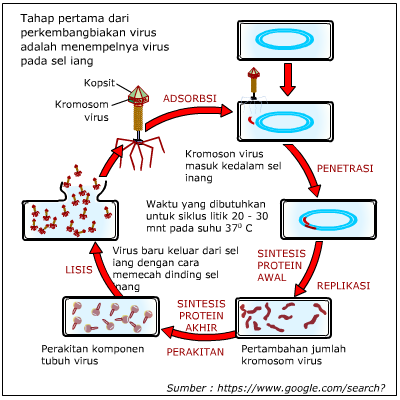 Tahap pertama dari
perkembangbiakan virus
adalah menempelnya virus
pada sel iang
Kopsit
Kromosom
virus
ADSORBSI
Kromoson virus
masuk kedalam sel
inang
PENETRASI
Waktu yang dibutuhkan
untuk siklus litik 20 - 30
mnt pada suhu 37⁰ C
SINTESIS
PROTEIN
AWAL
REPLIKASI
Virus baru keluar dari sel
iang dengan cara
memecah dinding sel
inang
LISIS
SINTESIS
PROTEIN
AKHIR
PERAKITAN
Perakitan komponen
tubuh virus
Pertambahan jumlah
kromosom virus
Sumber : https://www.google.com/search?